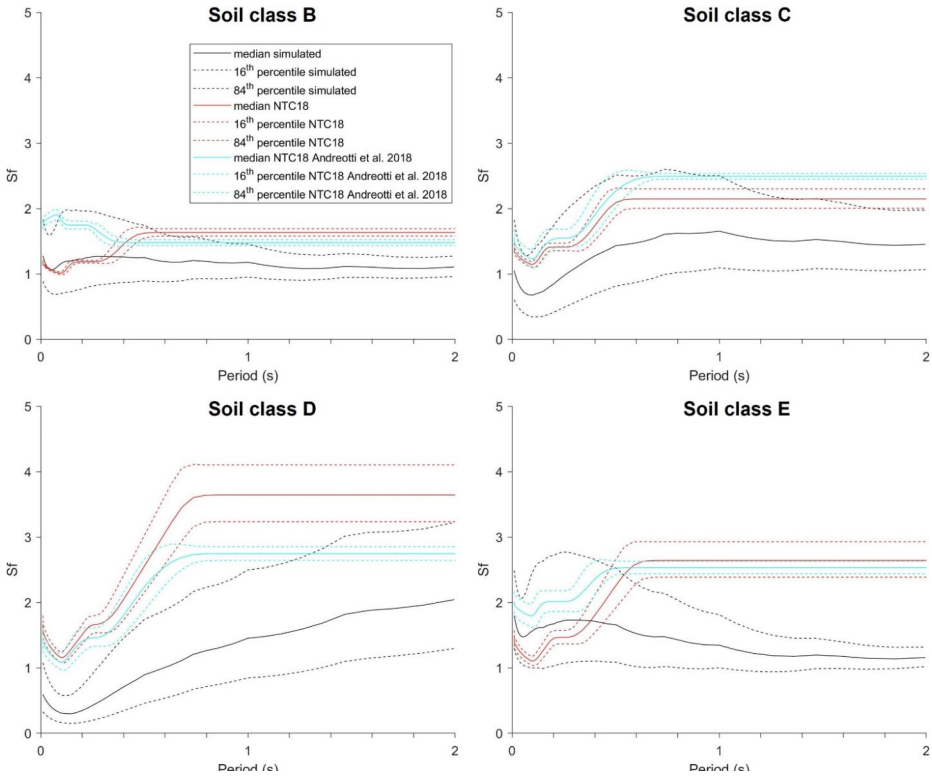 Soil class B
5
4
3
2
1
0
Sf
median simulated
16th percentile simulated
84th percentile simulated
median NTC18
16th percentile NTC18
84th percentile NTC18
median NTC18 Andreotti et al. 2018
16th percentile NTC18 Andreotti et al. 2018
84th percentile NTC18 Andreotti et al. 2018
0 1 2
Period (s)
Soil class C
5
4
3
2
1
0
Sf
0 1 2
Period (s)
Soil class D
5
4
3
2
1
0
Sf
0 1 2
Period (s)
Soil class E
5
4
3
2
1
0
Sf
0 1 2
Period (s)